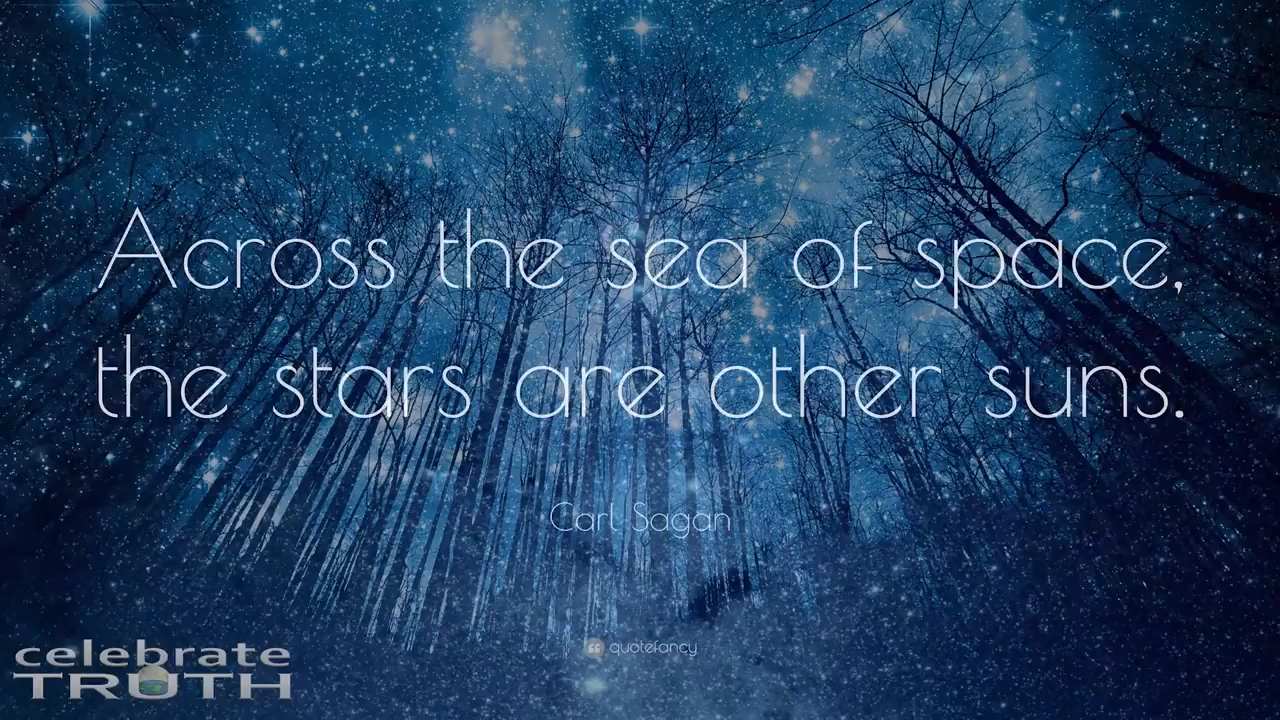 Across the sea of space,
the stars are other suns.
Carl Sagan
quotefancy
celebrate
TRUTH